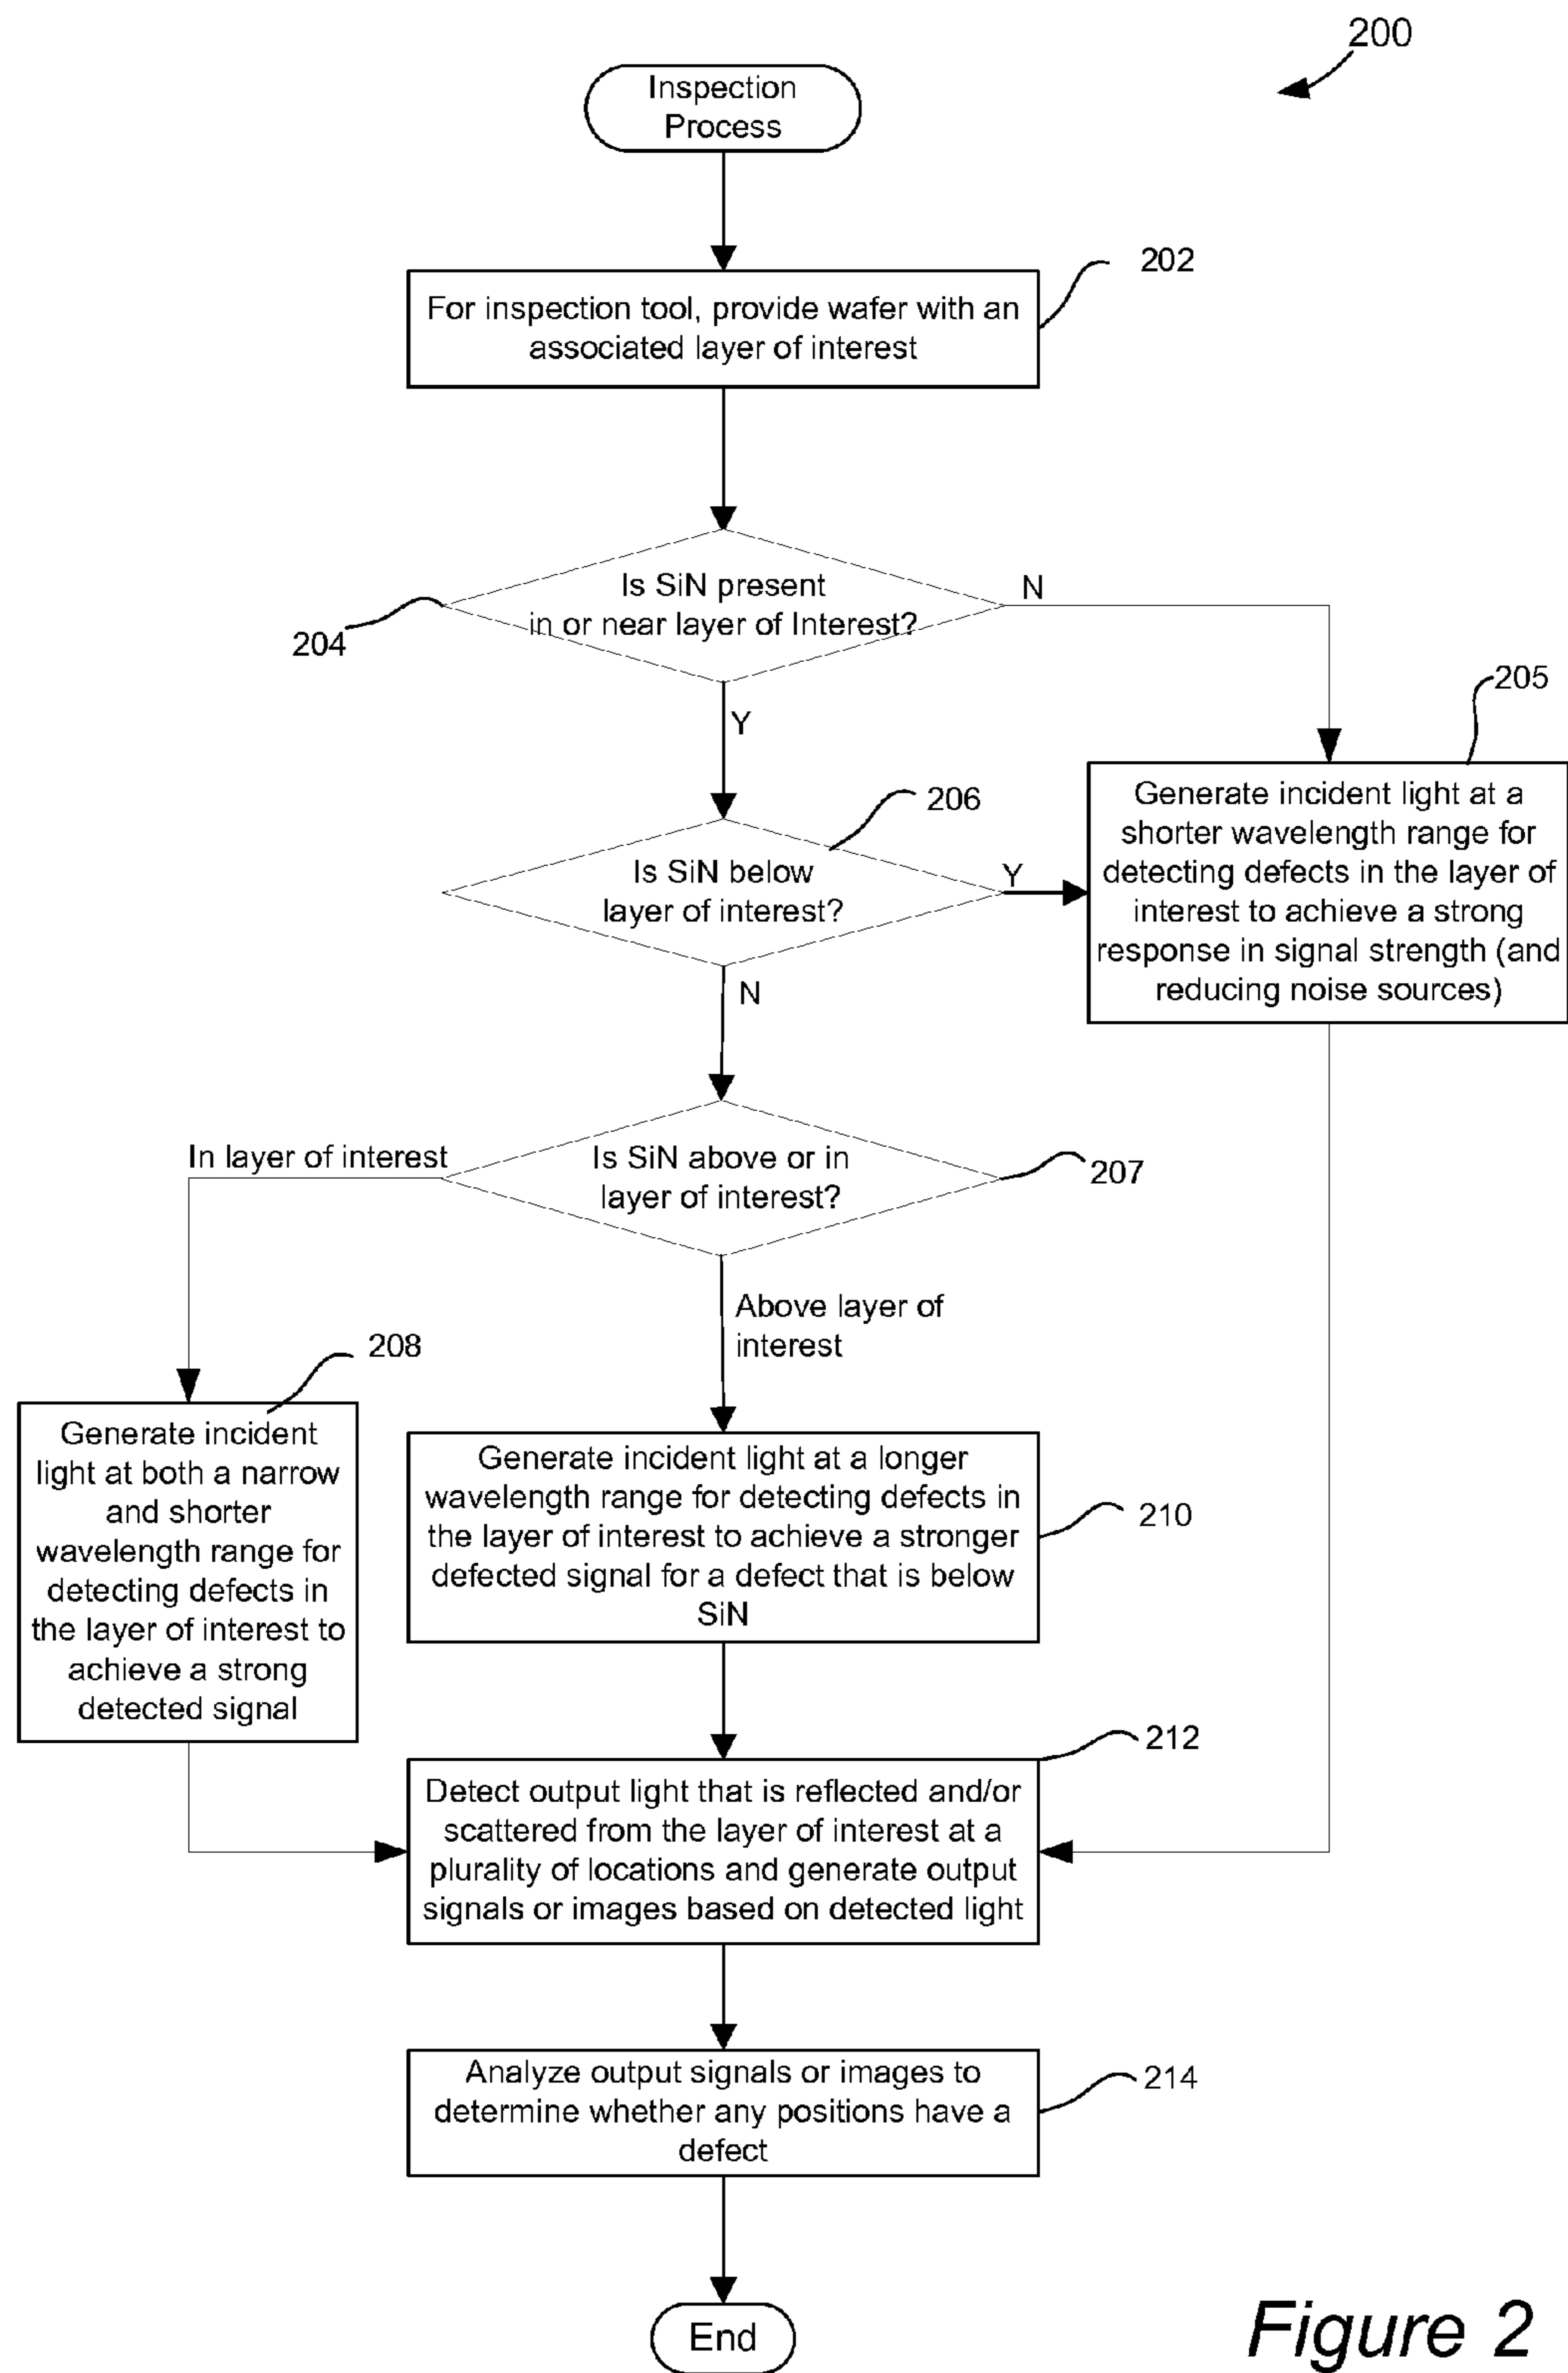 200
Inspection
Process
202
For inspection tool, provide wafer with an
associated layer of interest
Is SiN present
in or near layer of Interest?
N
204
Y
205
206
Is SiN below
layer of interest?
Y
Generate incident light at a
shorter wavelength range for
detecting defects in the layer of
interest to achieve a strong
response in signal strength (and
reducing noise sources)
N
In layer of interest
Is SiN above or in
layer of interest?
207
Above layer of
interest
208
Generate incident
light at both a narrow
and shorter
wavelength range for
detecting defects in
the layer of interest to
achieve a strong
detected signal
Generate incident light at a longer
wavelength range for detecting defects in
the layer of interest to achieve a stronger
defected signal for a defect that is below
SiN
210
212
Detect output light that is reflected and/or
scattered from the layer of interest at a
plurality of locations and generate output
signals or images based on detected light
Analyze output signals or images to
determine whether any positions have a
defect
214
End
Figure 2